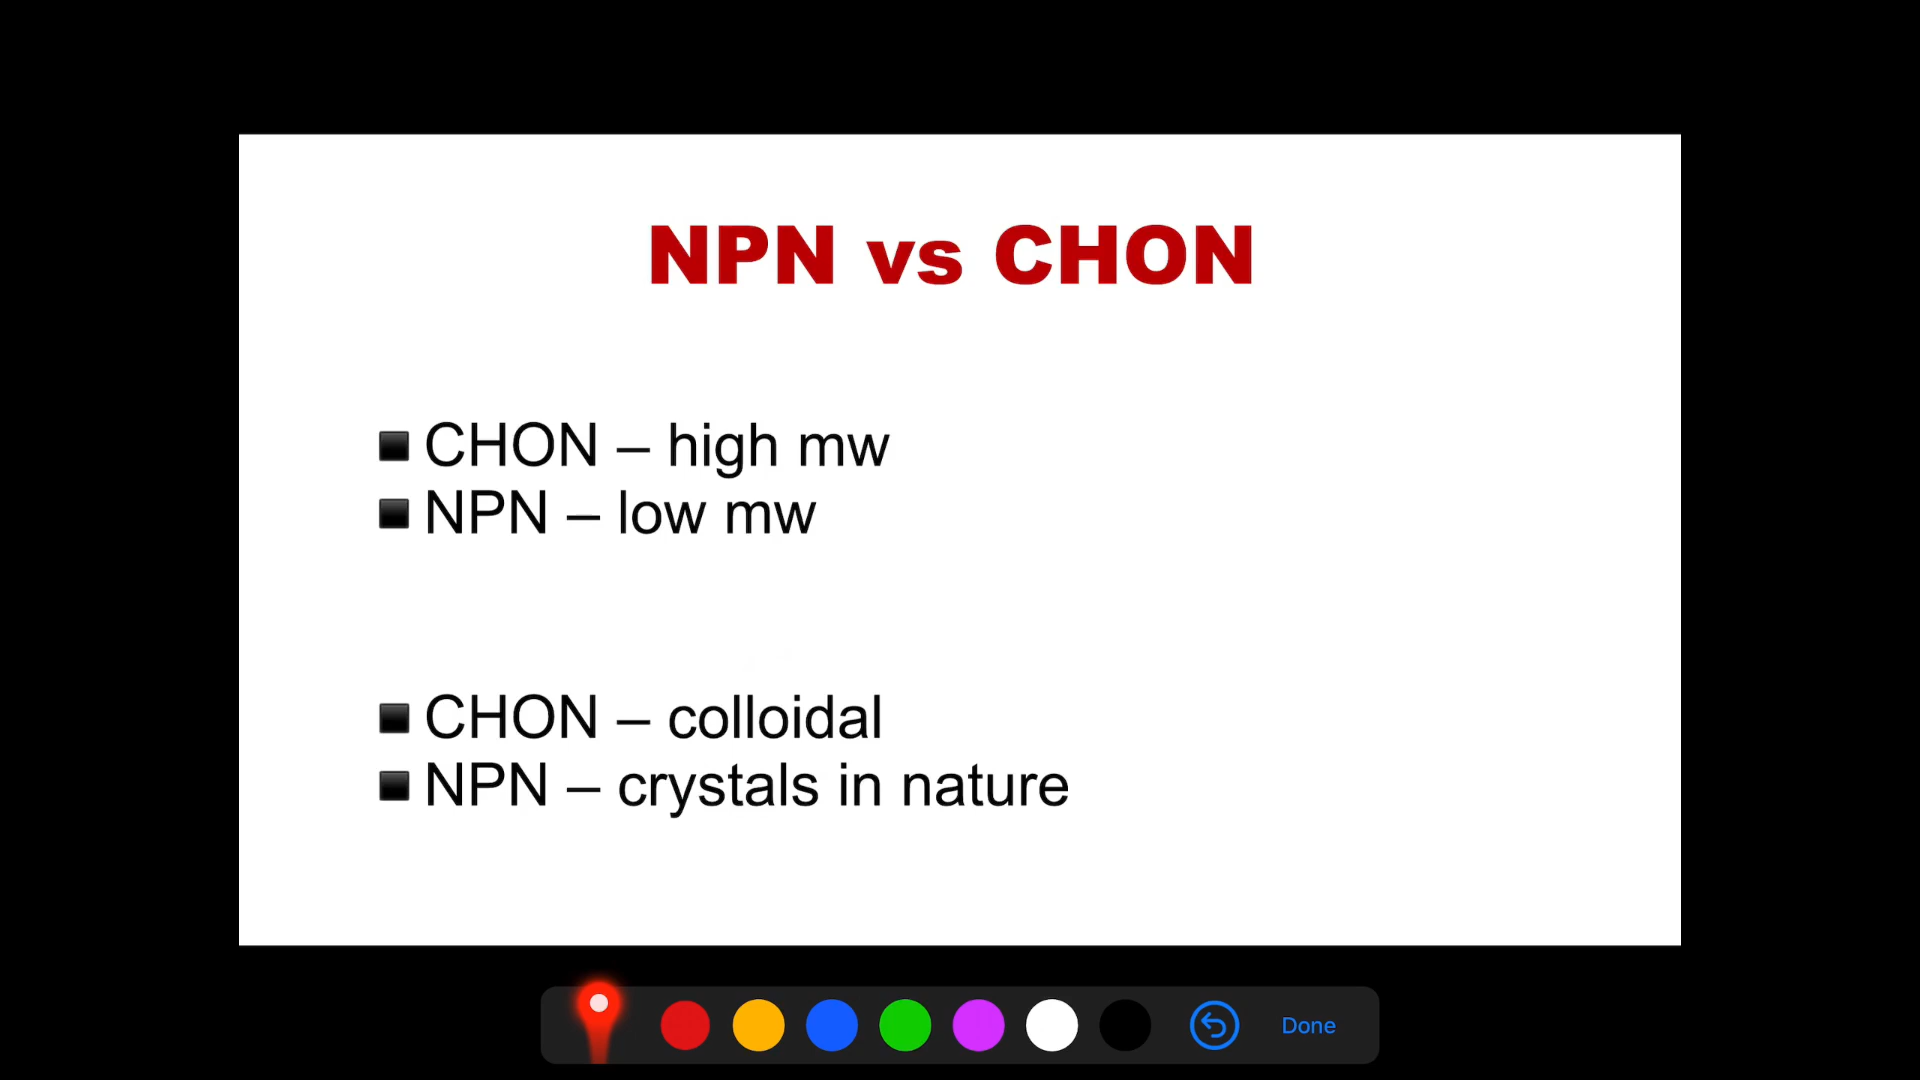 NPN vs CHON
CHON – high mw
NPN – low mw
CHON – colloidal
NPN – crystals in nature
Done